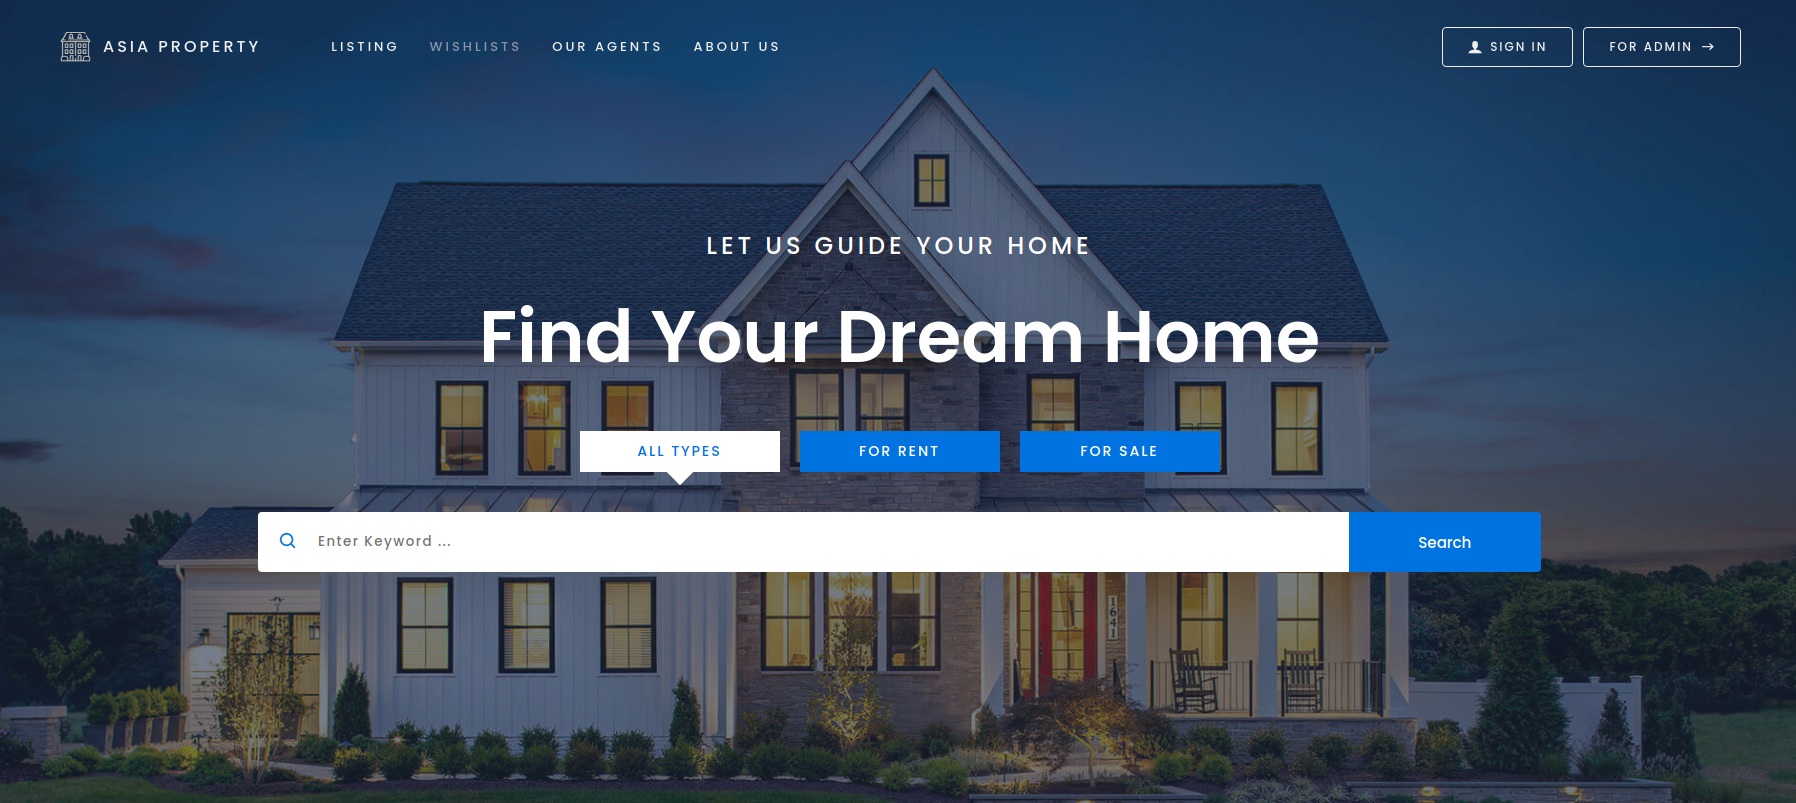 ASIA PROPERTY
LISTING
WISHLISTS
OUR AGENTS
ABOUT US
SIGN IN
FOR ADMIN →
LET US GUIDE YOUR HOME
Find Your Dream Home
ALL TYPES
FOR RENT
FOR SALE
Enter Keyword ...
Search
1641